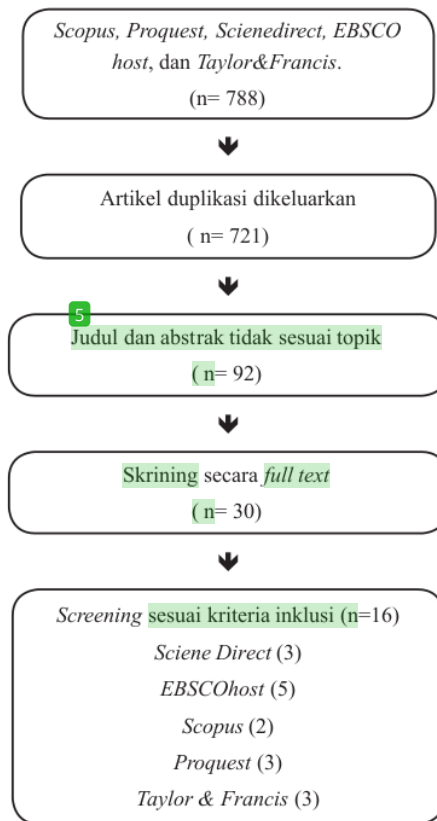 Scopus, Proquest, Scienedirect, EBSCO
host, dan Taylor&Francis.
(n= 788)
Artikel duplikasi dikeluarkan
( n= 721)
5
Judul dan abstrak tidak sesuai topik
( n= 92)
Skrining secara full text
( n= 30)
Screening sesuai kriteria inklusi (n=16)
Sciene Direct (3)
EBSCOhost (5)
Scopus (2)
Proquest (3)
Taylor & Francis (3)